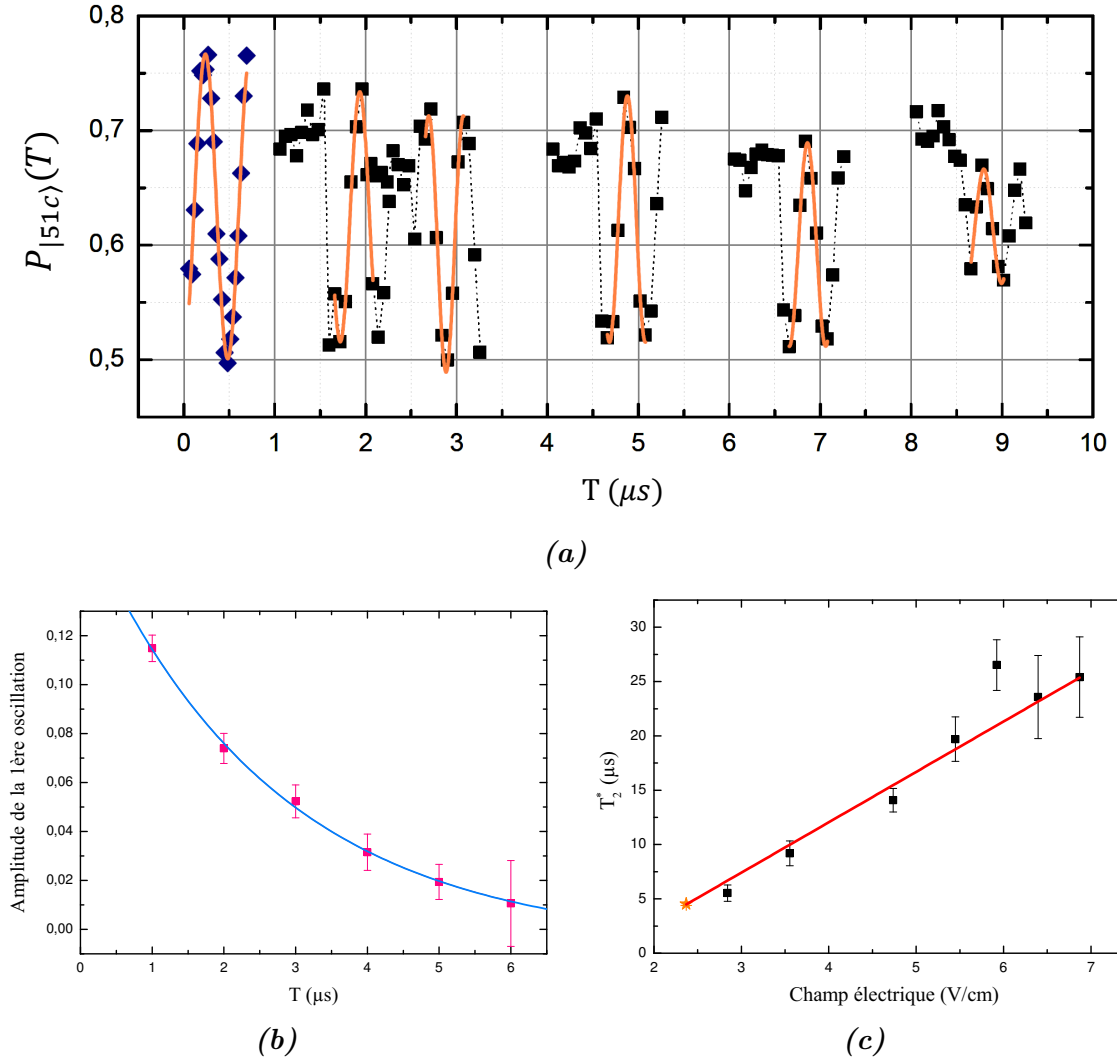 0,8
0,7
0,6
0,5
P|51c⟩(T)
0 1 2 3 4 5 6 7 8 9 10
T (μs)
(a)
0,12
0,10
0,08
0,06
0,04
0,02
0,00
Amplitude de la 1ère oscillation
0 1 2 3 4 5 6
T (μs)
(b)
30
25
20
15
10
5
0
T2* (μs)
2 3 4 5 6 7
Champ électrique (V/cm)
(c)